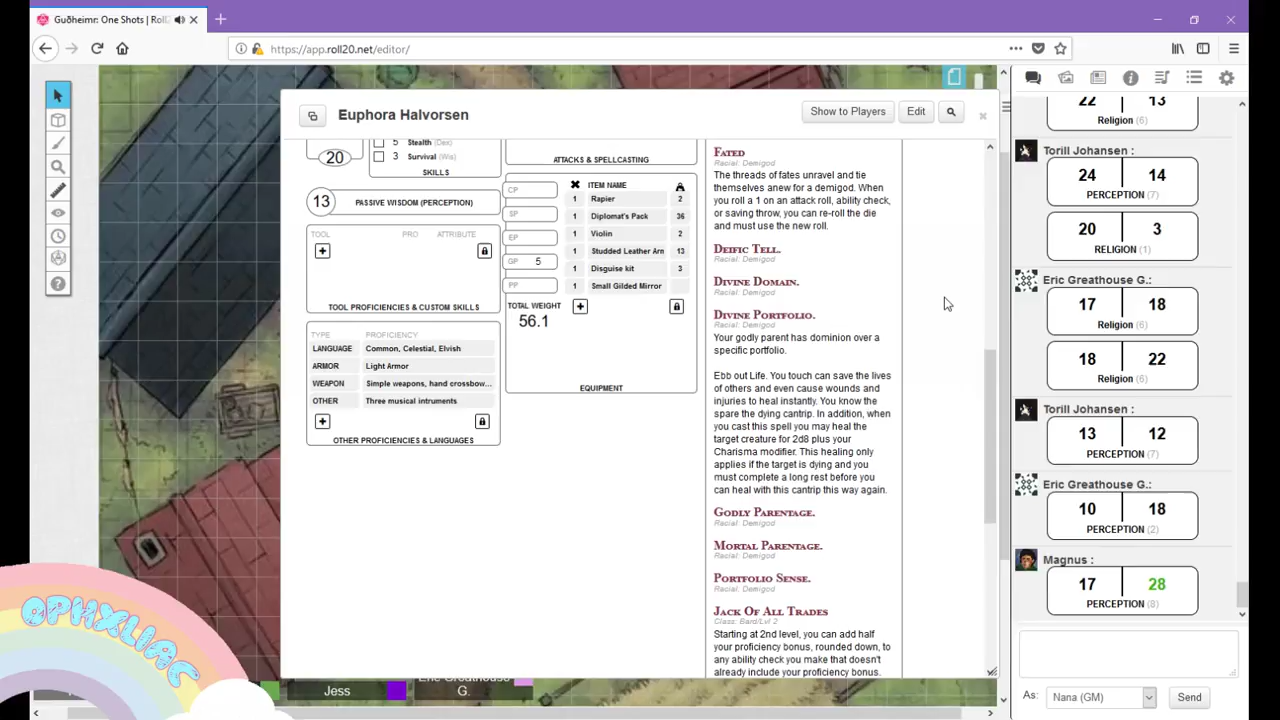 Guðheimr: One Shots | Roll2
https://app.roll20.net/editor/
Euphora Halvorsen
Show to Players
Edit
5 Stealth (Dex)
3 Survival (Wis)
SKILLS
20
13
PASSIVE WISDOM (PERCEPTION)
TOOL PRO ATTRIBUTE
TOOL PROFICIENCIES & CUSTOM SKILLS
TYPE PROFICIENCY
LANGUAGE Common, Celestial, Elvish
ARMOR Light Armor
WEAPON Simple weapons, hand crossbow...
OTHER Three musical intruments
OTHER PROFICIENCIES & LANGUAGES
ATTACKS & SPELLCASTING
CP
SP
EP
GP 5
PP
ITEM NAME
1 Rapier 2
1 Diplomat's Pack 36
1 Violin 2
1 Studded Leather Arm 13
1 Disguise kit 3
1 Small Gilded Mirror
TOTAL WEIGHT
56.1
EQUIPMENT
Fated
Racial: Demigod
The threads of fates unravel and tie
themselves anew for a demigod. When
you roll a 1 on an attack roll, ability check,
or saving throw, you can re-roll the die
and must use the new roll.
Deific Tell.
Racial: Demigod
Divine Domain.
Racial: Demigod
Divine Portfolio.
Racial: Demigod
Your godly parent has dominion over a
specific portfolio.
Ebb out Life. You touch can save the lives
of others and even cause wounds and
injuries to heal instantly. You know the
spare the dying cantrip. In addition, when
you cast this spell you may heal the
target creature for 2d8 plus your
Charisma modifier. This healing only
applies if the target is dying and you
must complete a long rest before you
can heal with this cantrip this way again.
Godly Parentage.
Racial: Demigod
Mortal Parentage.
Racial: Demigod
Portfolio Sense.
Racial: Demigod
Jack Of All Trades
Class: Bard/Lvl 2
Starting at 2nd level, you can add half
your proficiency bonus, rounded down, to
any ability check you make that doesn't
already include your proficiency bonus.
22 13
Religion (6)
Torill Johansen :
24 14
PERCEPTION (7)
20 3
RELIGION (1)
Eric Greathouse G.:
17 18
Religion (6)
18 22
Religion (6)
Torill Johansen :
13 12
PERCEPTION (7)
Eric Greathouse G.:
10 18
PERCEPTION (2)
Magnus :
17 28
PERCEPTION (8)
As: Nana (GM) Send
Jess
Eric Greathouse
G.
OPHXLIAC